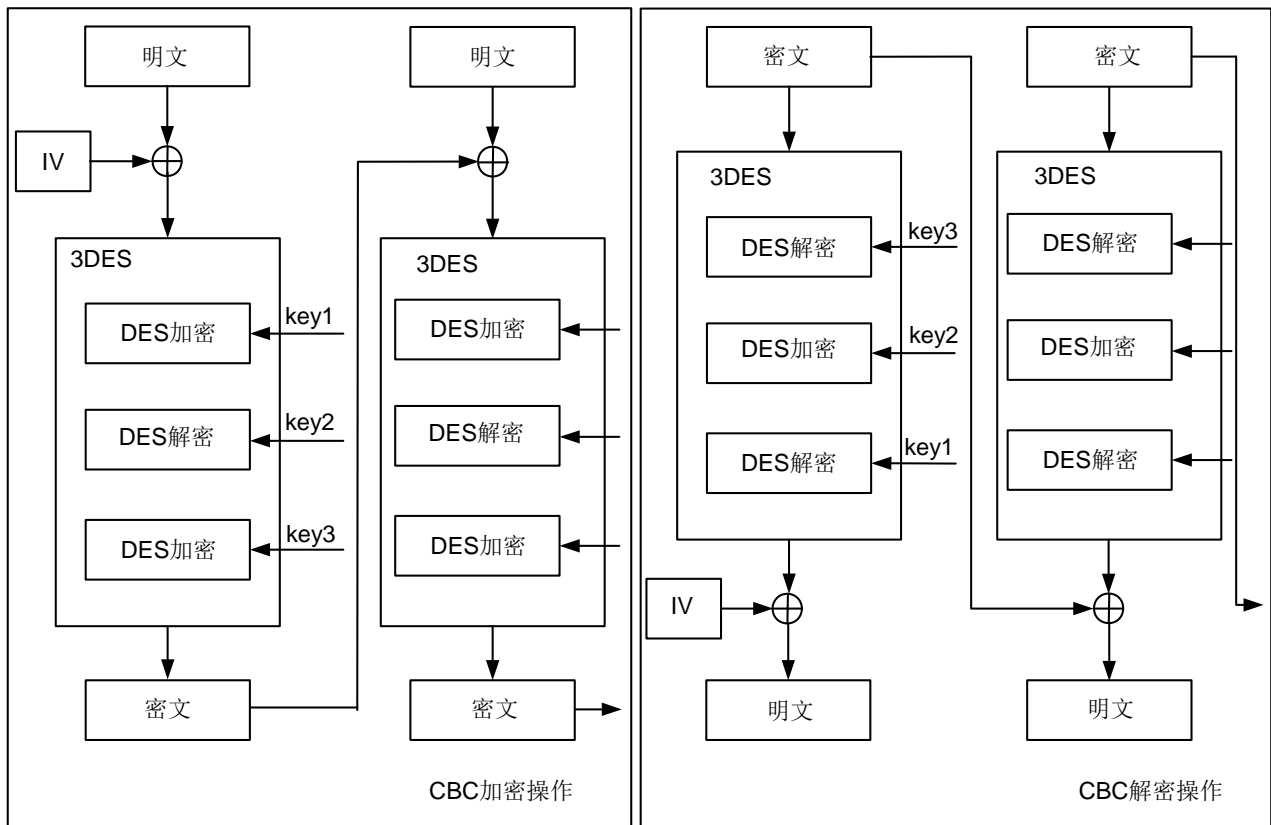 明文
明文
IV
3DES
3DES
DES加密
key1
DES加密
DES解密
key2
DES解密
DES加密
key3
DES加密
密文
密文
CBC加密操作
密文
密文
3DES
3DES
DES解密
key3
DES解密
DES加密
key2
DES加密
DES解密
key1
DES解密
IV
明文
明文
CBC解密操作